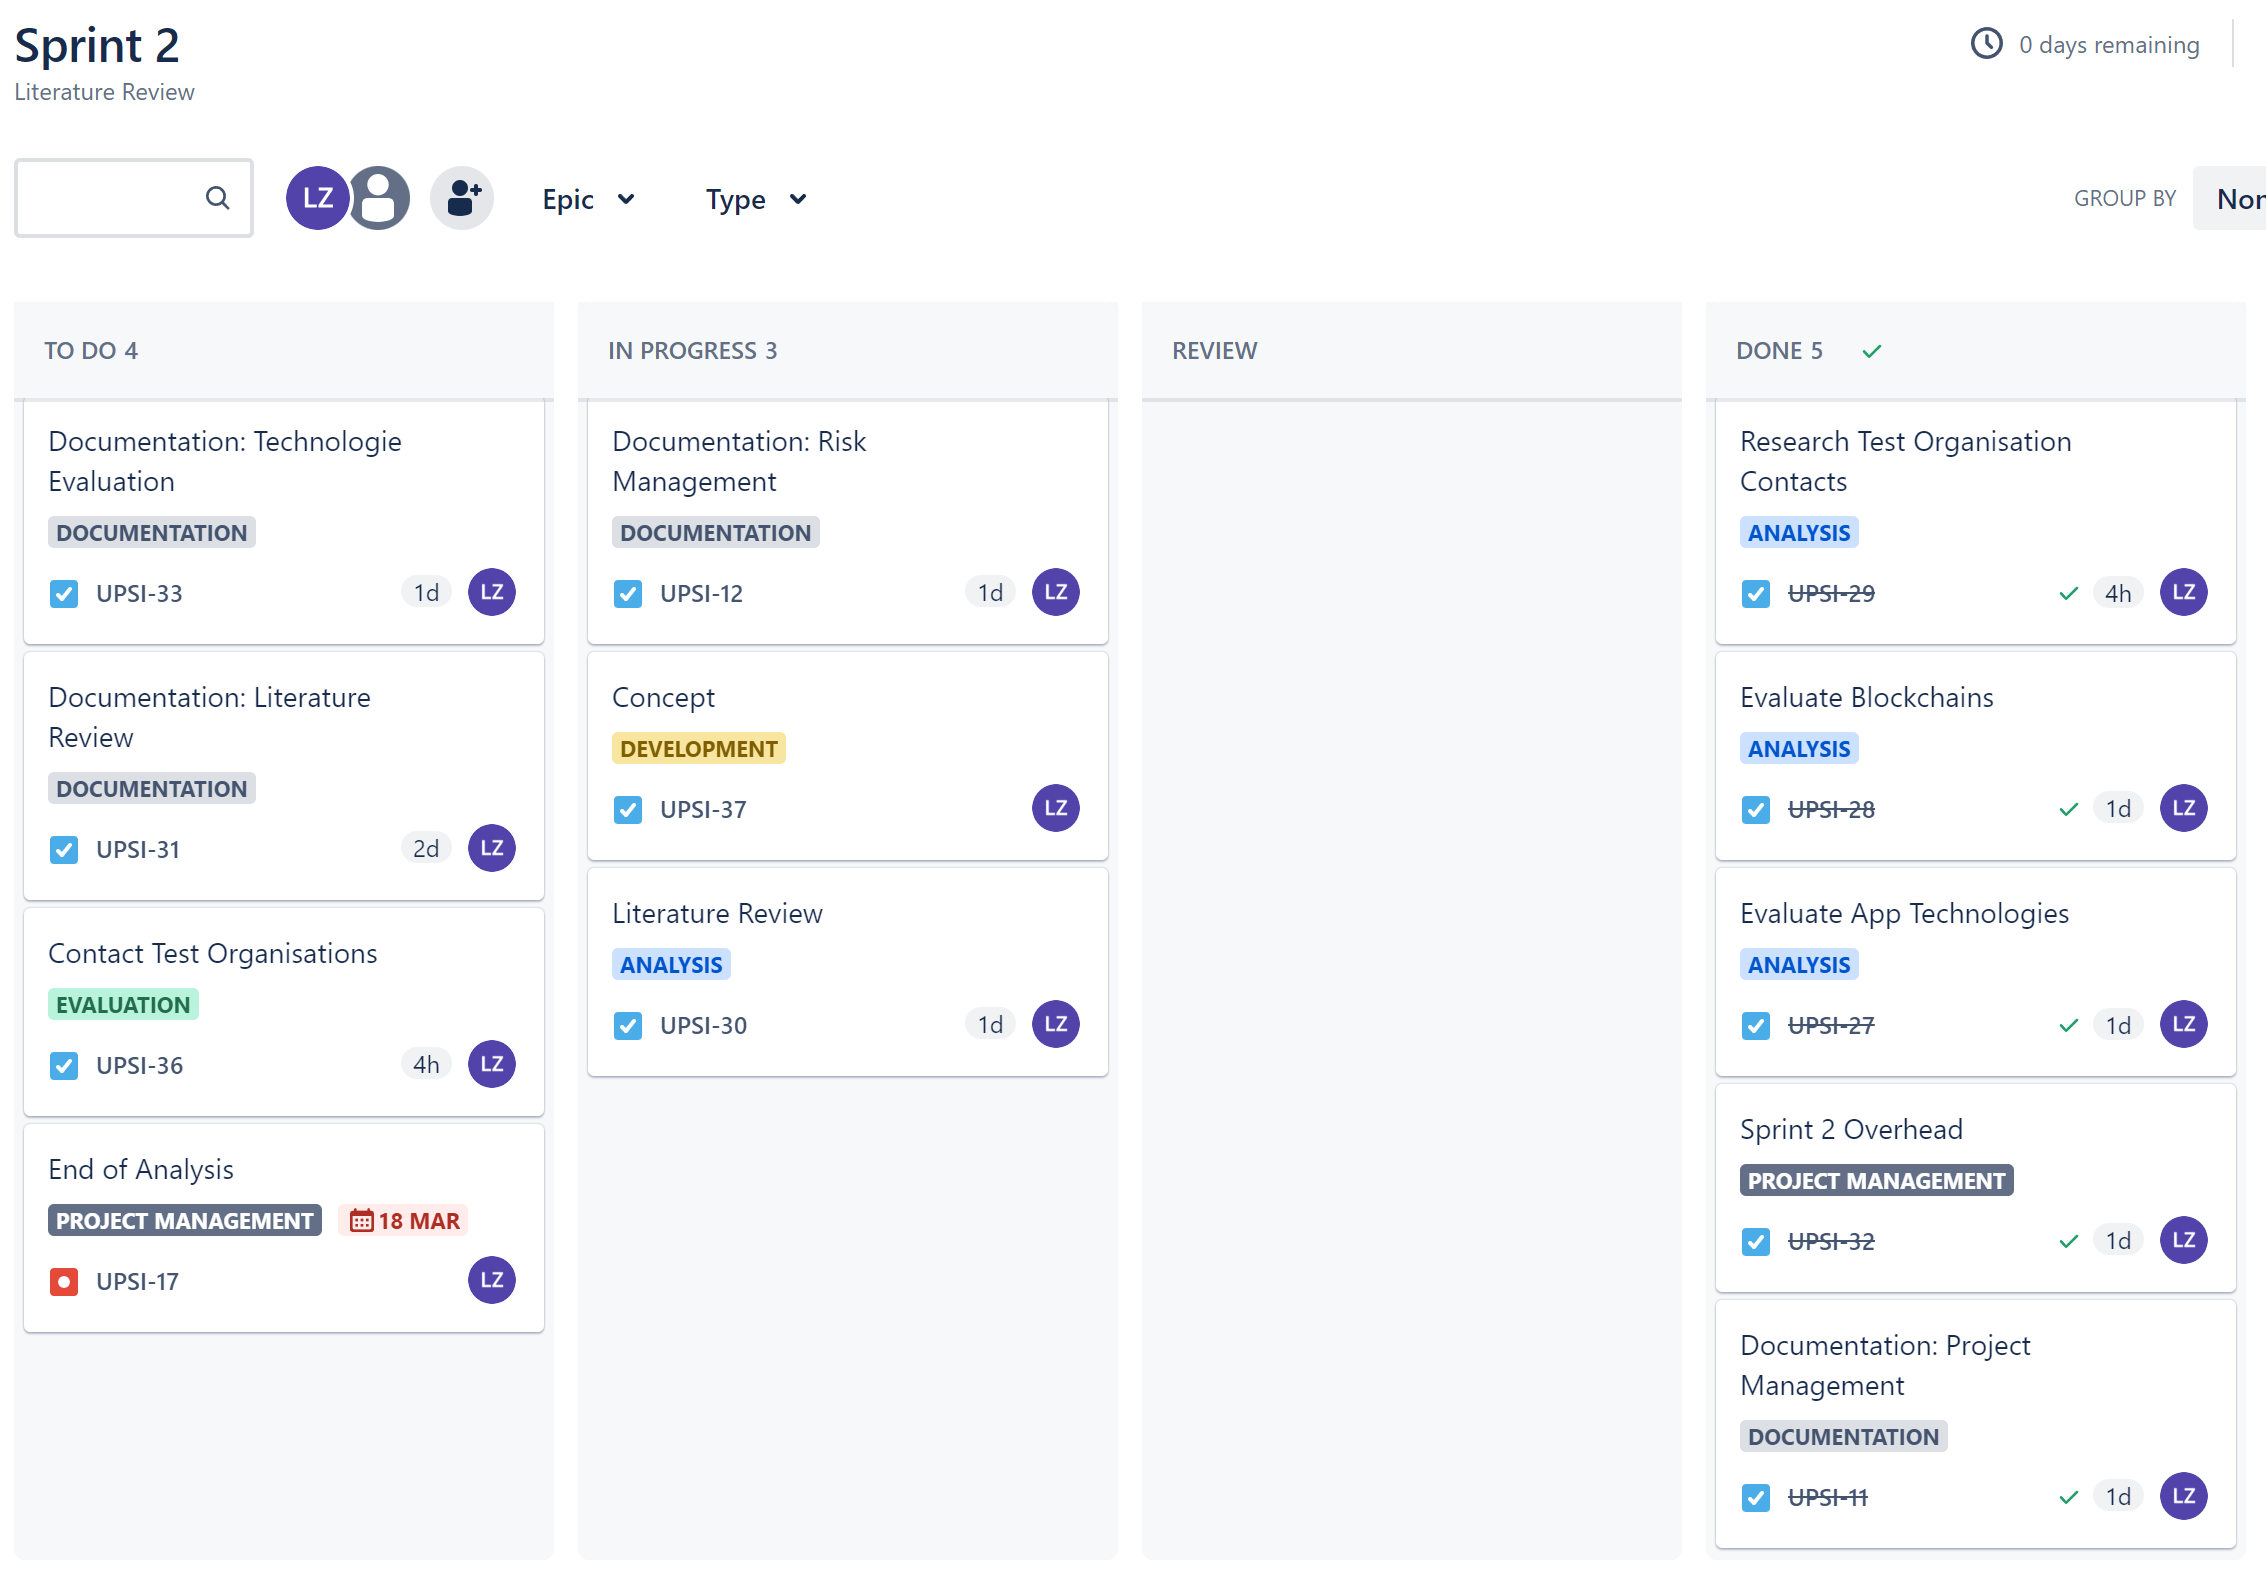 Sprint 2
0 days remaining
Literature Review
LZ
Epic
Type
GROUP BY
Nor
TO DO 4
Documentation: Technologie
Evaluation
DOCUMENTATION
UPSI-33
1d
LZ
Documentation: Literature
Review
DOCUMENTATION
UPSI-31
2d
LZ
Contact Test Organisations
EVALUATION
UPSI-36
4h
LZ
End of Analysis
PROJECT MANAGEMENT
18 MAR
UPSI-17
LZ
IN PROGRESS 3
Documentation: Risk
Management
DOCUMENTATION
UPSI-12
1d
LZ
Concept
DEVELOPMENT
UPSI-37
LZ
Literature Review
ANALYSIS
UPSI-30
1d
LZ
REVIEW
DONE 5
Research Test Organisation
Contacts
ANALYSIS
UPSI-29
4h
LZ
Evaluate Blockchains
ANALYSIS
UPSI-28
1d
LZ
Evaluate App Technologies
ANALYSIS
UPSI-27
1d
LZ
Sprint 2 Overhead
PROJECT MANAGEMENT
UPSI-32
1d
LZ
Documentation: Project
Management
DOCUMENTATION
UPSI-11
1d
LZ